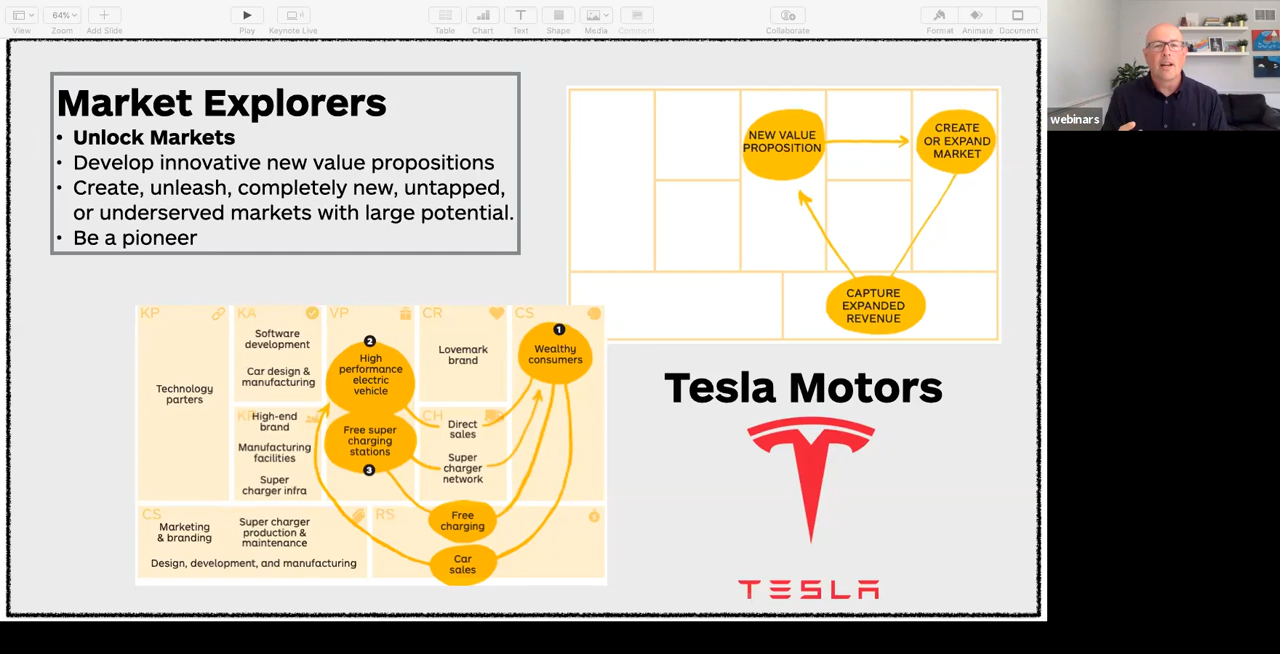 64%
View
Zoom
Add Slide
Play
Keynote Live
Table
Chart
Text
Shape
Media
Comment
Collaborate
Format
Animate
Document
webinars
Market Explorers
• Unlock Markets
• Develop innovative new value propositions
• Create, unleash, completely new, untapped,
or underserved markets with large potential.
• Be a pioneer
NEW VALUE
PROPOSITION
CREATE
OR EXPAND
MARKET
CAPTURE
EXPANDED
REVENUE
KP
Technology
parters
KA
Software
development
Car design &
manufacturing
High-end
brand
Manufacturing
facilities
Super
charger infra
VP
2
High
performance
electric
vehicle
Free super
charging
stations
3
CR
Lovemark
brand
CH
Direct
sales
Super
charger
network
CS
1
Wealthy
consumers
CS
Marketing
& branding
Super charger
production &
maintenance
Design, development, and manufacturing
RS
Free
charging
Car
sales
Tesla Motors
TESLA